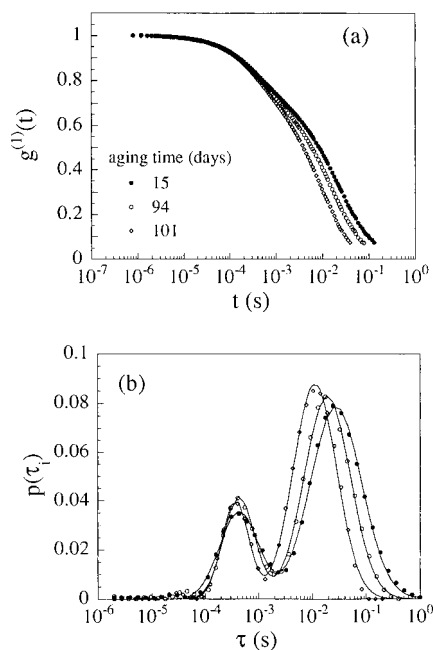 (a)
1
0.8
0.6
0.4
0.2
0
g⁽¹⁾(t)
aging time (days)
15
94
101
10⁻⁷ 10⁻⁶ 10⁻⁵ 10⁻⁴ 10⁻³ 10⁻² 10⁻¹ 10⁰
t (s)
(b)
0.1
0.08
0.06
0.04
0.02
0
p(τᵢ)
10⁻⁶ 10⁻⁵ 10⁻⁴ 10⁻³ 10⁻² 10⁻¹ 10⁰
τ (s)